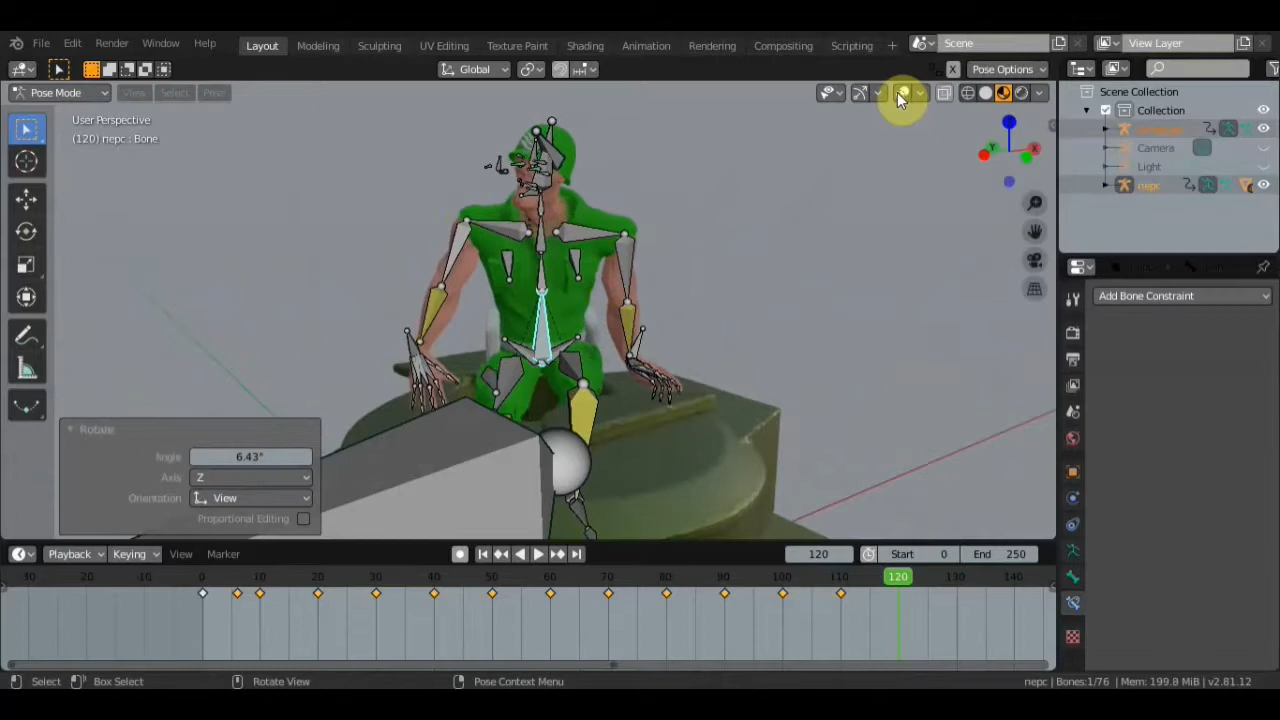 File Edit Render Window Help Layout Modeling Sculpting UV Editing Texture Paint Shading Animation Rendering Compositing Scripting + Scene View Layer
Global X Pose Options
Pose Mode View Select Pose Scene Collection
Collection
User Perspective
(120) nepc : Bone
Camera
Light
nepc
Z
Y
X
Add Bone Constraint
Rotate
Angle 6.43°
Axis Z
Orientation View
Proportional Editing
Playback Keying View Marker 120 Start 0 End 250
20 -10 0 10 20 30 40 50 60 70 80 90 100 110 120 130 140
Select Box Select Rotate View Pose Context Menu nepc | Bones:1/76 | Mem: 199.8 MiB | v2.81.12